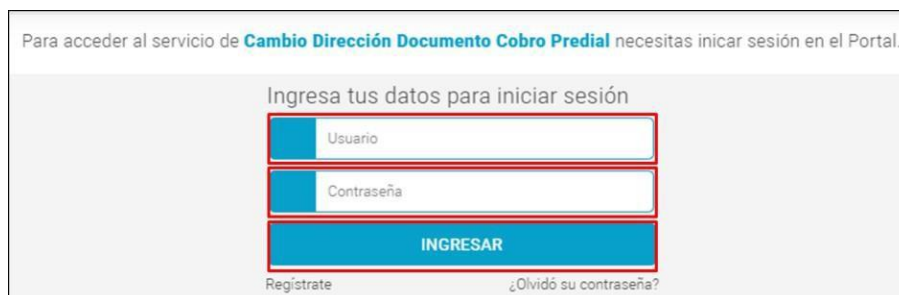 Para acceder al servicio de Cambio Dirección Documento Cobro Predial necesitas inicar sesión en el Portal.
Ingresa tus datos para iniciar sesión
Usuario
Contraseña
INGRESAR
Regístrate ¿Olvidó su contraseña?